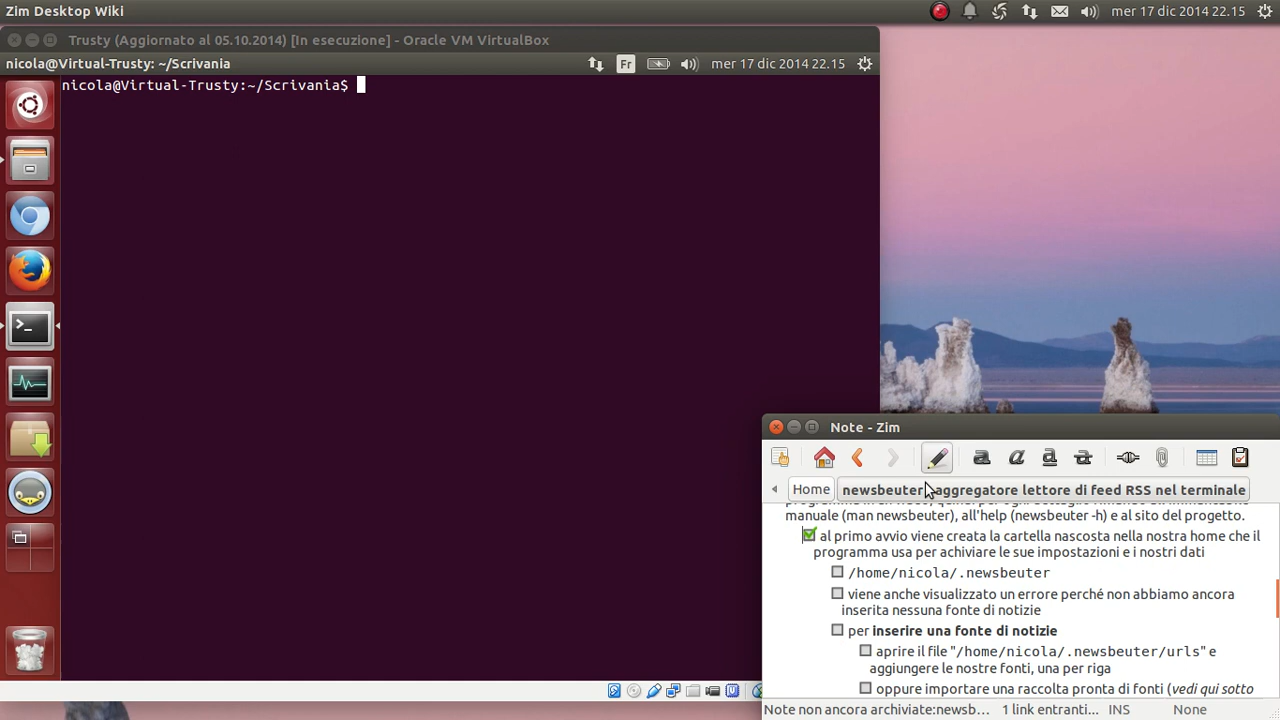 Zim Desktop Wiki
mer 17 dic 2014 22.15
Trusty (Aggiornato al 05.10.2014) [In esecuzione] - Oracle VM VirtualBox
nicola@Virtual-Trusty: ~/Scrivania
Fr
mer 17 dic 2014 22.15
nicola@Virtual-Trusty:~/Scrivania$
Note - Zim
Home
newsbeuter aggregatore lettore di feed RSS nel terminale
manuale (man newsbeuter), all'help (newsbeuter -h) e al sito del progetto.
al primo avvio viene creata la cartella nascosta nella nostra home che il
programma usa per achiviare le sue impostazioni e i nostri dati
/home/nicola/.newsbeuter
viene anche visualizzato un errore perché non abbiamo ancora
inserita nessuna fonte di notizie
per inserire una fonte di notizie
aprire il file "/home/nicola/.newsbeuter/urls" e
aggiungere le nostre fonti, una per riga
oppure importare una raccolta pronta di fonti (vedi qui sotto
Note non ancora archiviate:newsb...
1 link entranti...
INS
None